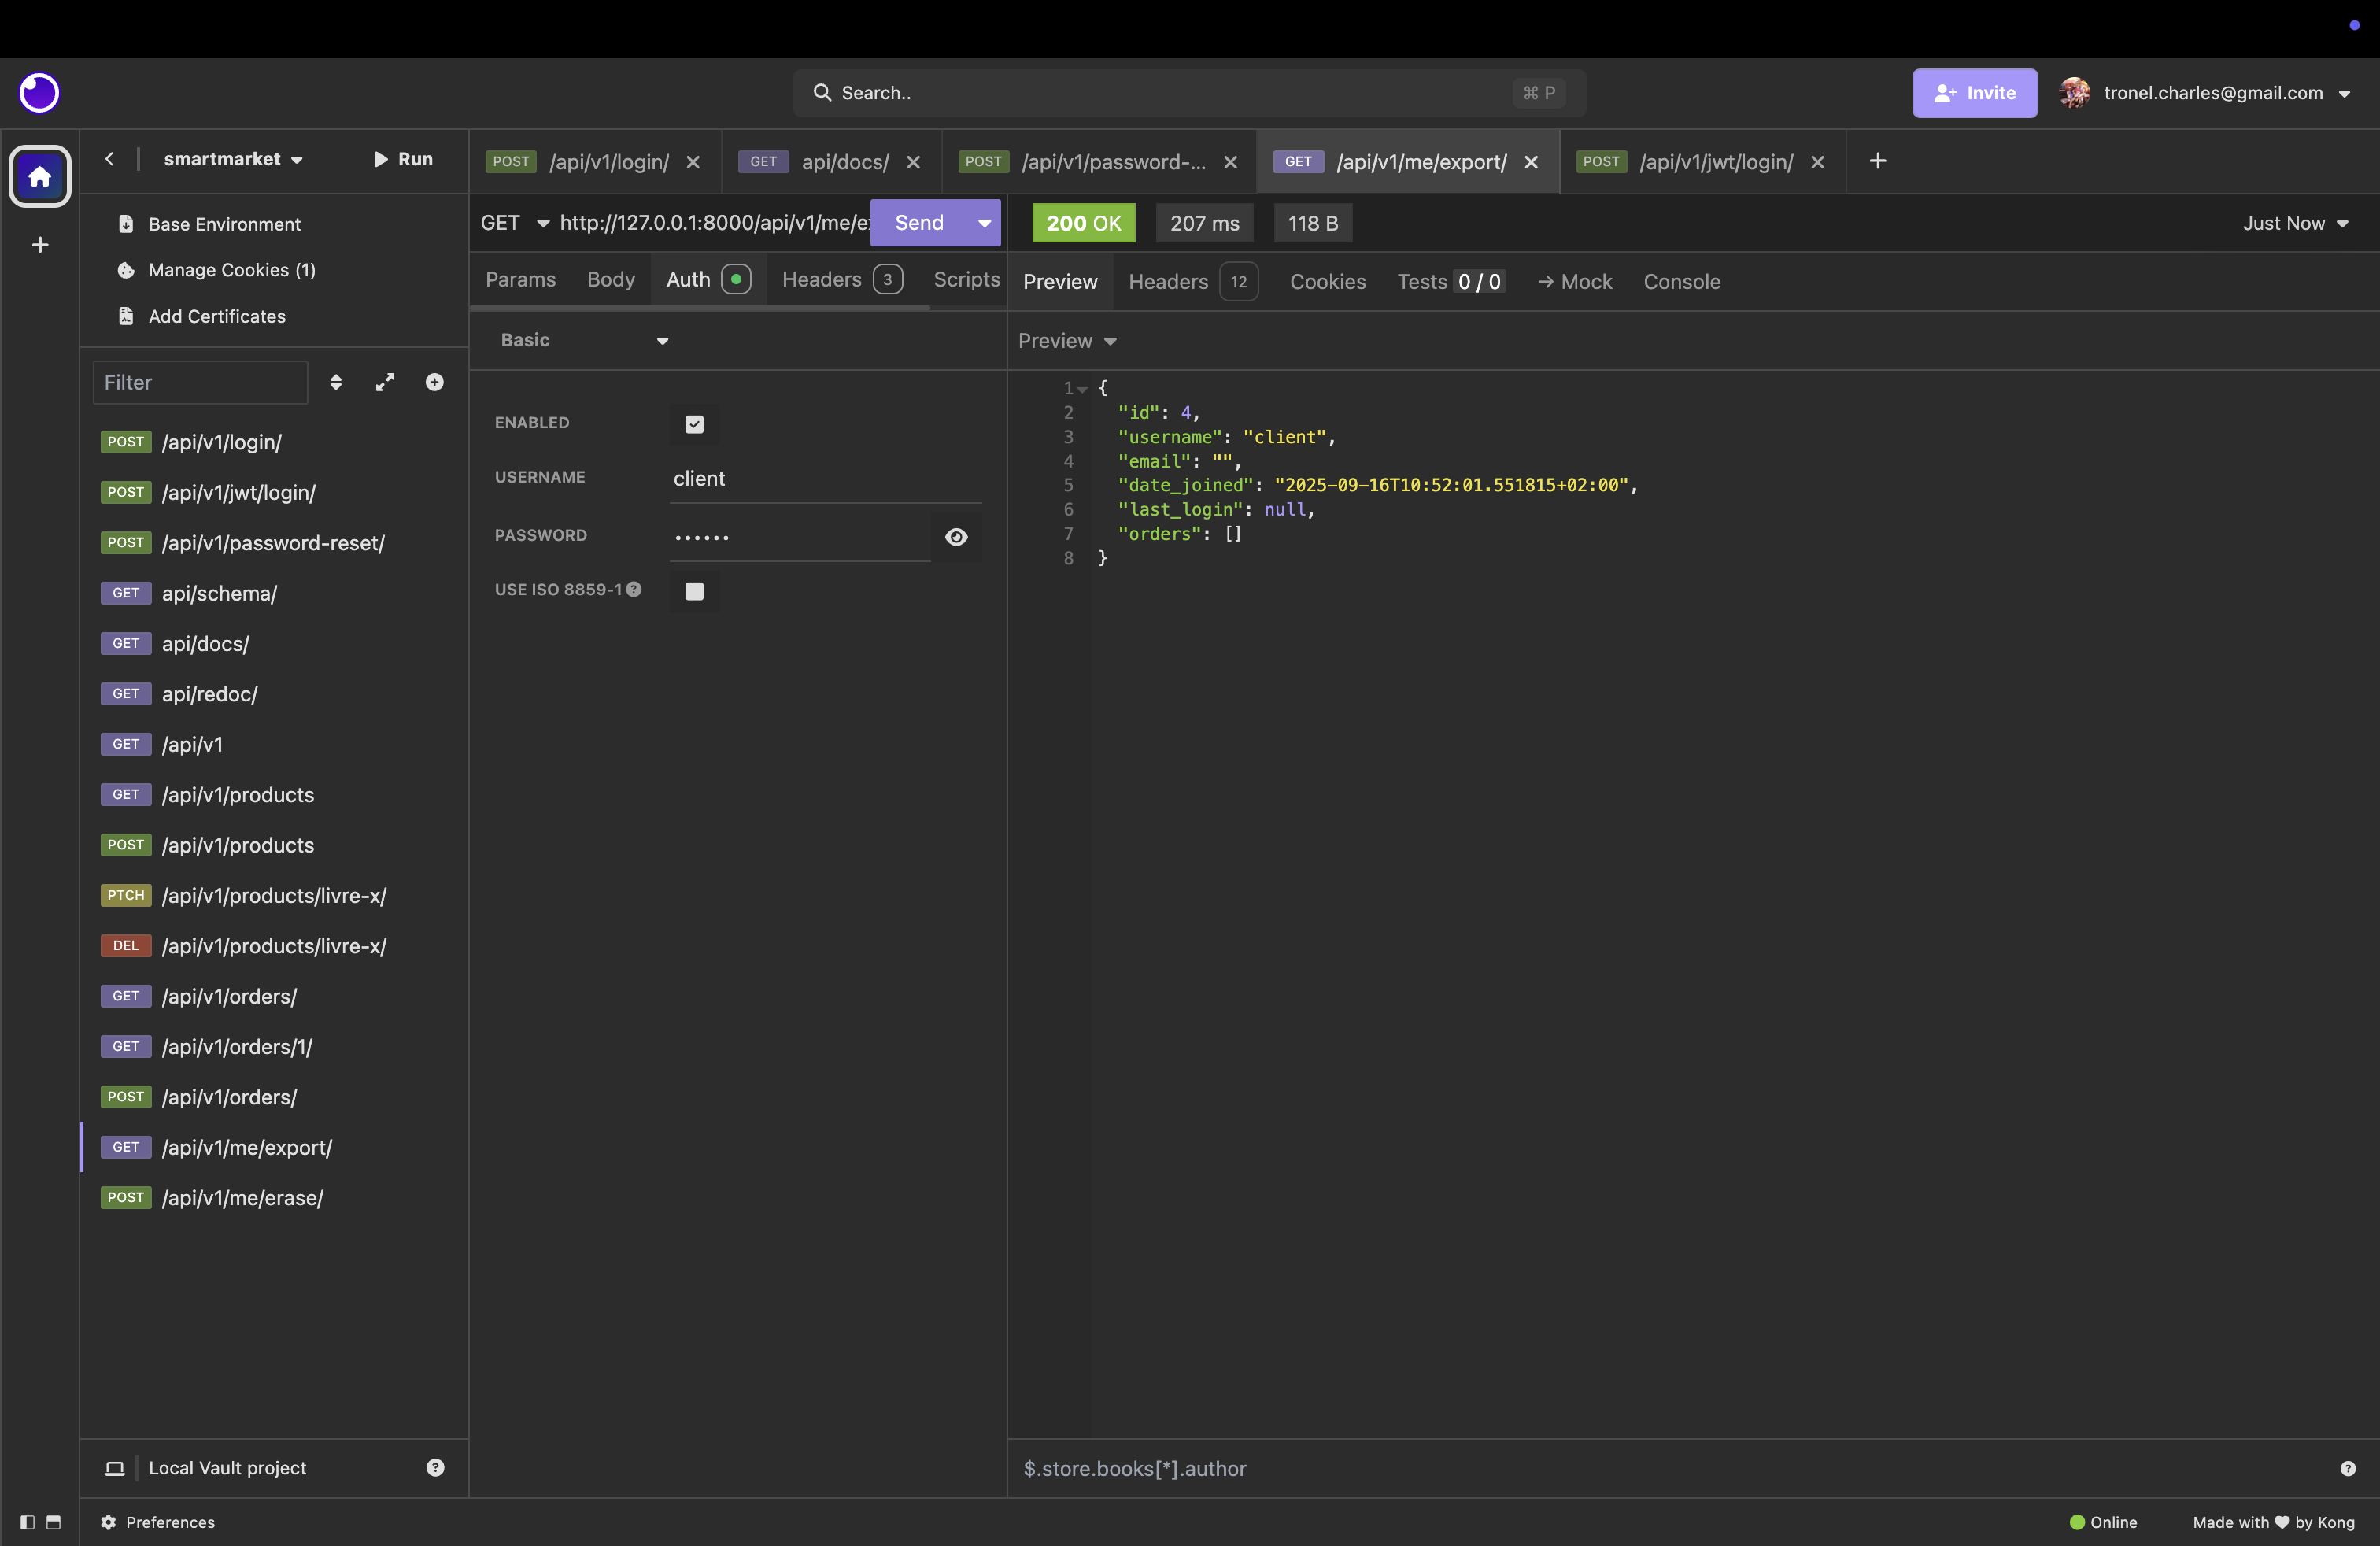 Search..
⌘ P
Invite
tronel.charles@gmail.com
smartmarket
Run
POST /api/v1/login/
GET api/docs/
POST /api/v1/password-...
GET /api/v1/me/export/
POST /api/v1/jwt/login/
Base Environment
Manage Cookies (1)
Add Certificates
Filter
POST /api/v1/login/
POST /api/v1/jwt/login/
POST /api/v1/password-reset/
GET api/schema/
GET api/docs/
GET api/redoc/
GET /api/v1
GET /api/v1/products
POST /api/v1/products
PTCH /api/v1/products/livre-x/
DEL /api/v1/products/livre-x/
GET /api/v1/orders/
GET /api/v1/orders/1/
POST /api/v1/orders/
GET /api/v1/me/export/
POST /api/v1/me/erase/
Local Vault project
GET http://127.0.0.1:8000/api/v1/me/e
Send
Params Body Auth Headers 3 Scripts
Basic
ENABLED
USERNAME client
PASSWORD ••••••
USE ISO 8859-1
200 OK 207 ms 118 B
Just Now
Preview Headers 12 Cookies Tests 0 / 0 → Mock Console
Preview
1 {
2 "id": 4,
3 "username": "client",
4 "email": "",
5 "date_joined": "2025-09-16T10:52:01.551815+02:00",
6 "last_login": null,
7 "orders": []
8 }
$.store.books[*].author
Preferences
Online
Made with ♥ by Kong